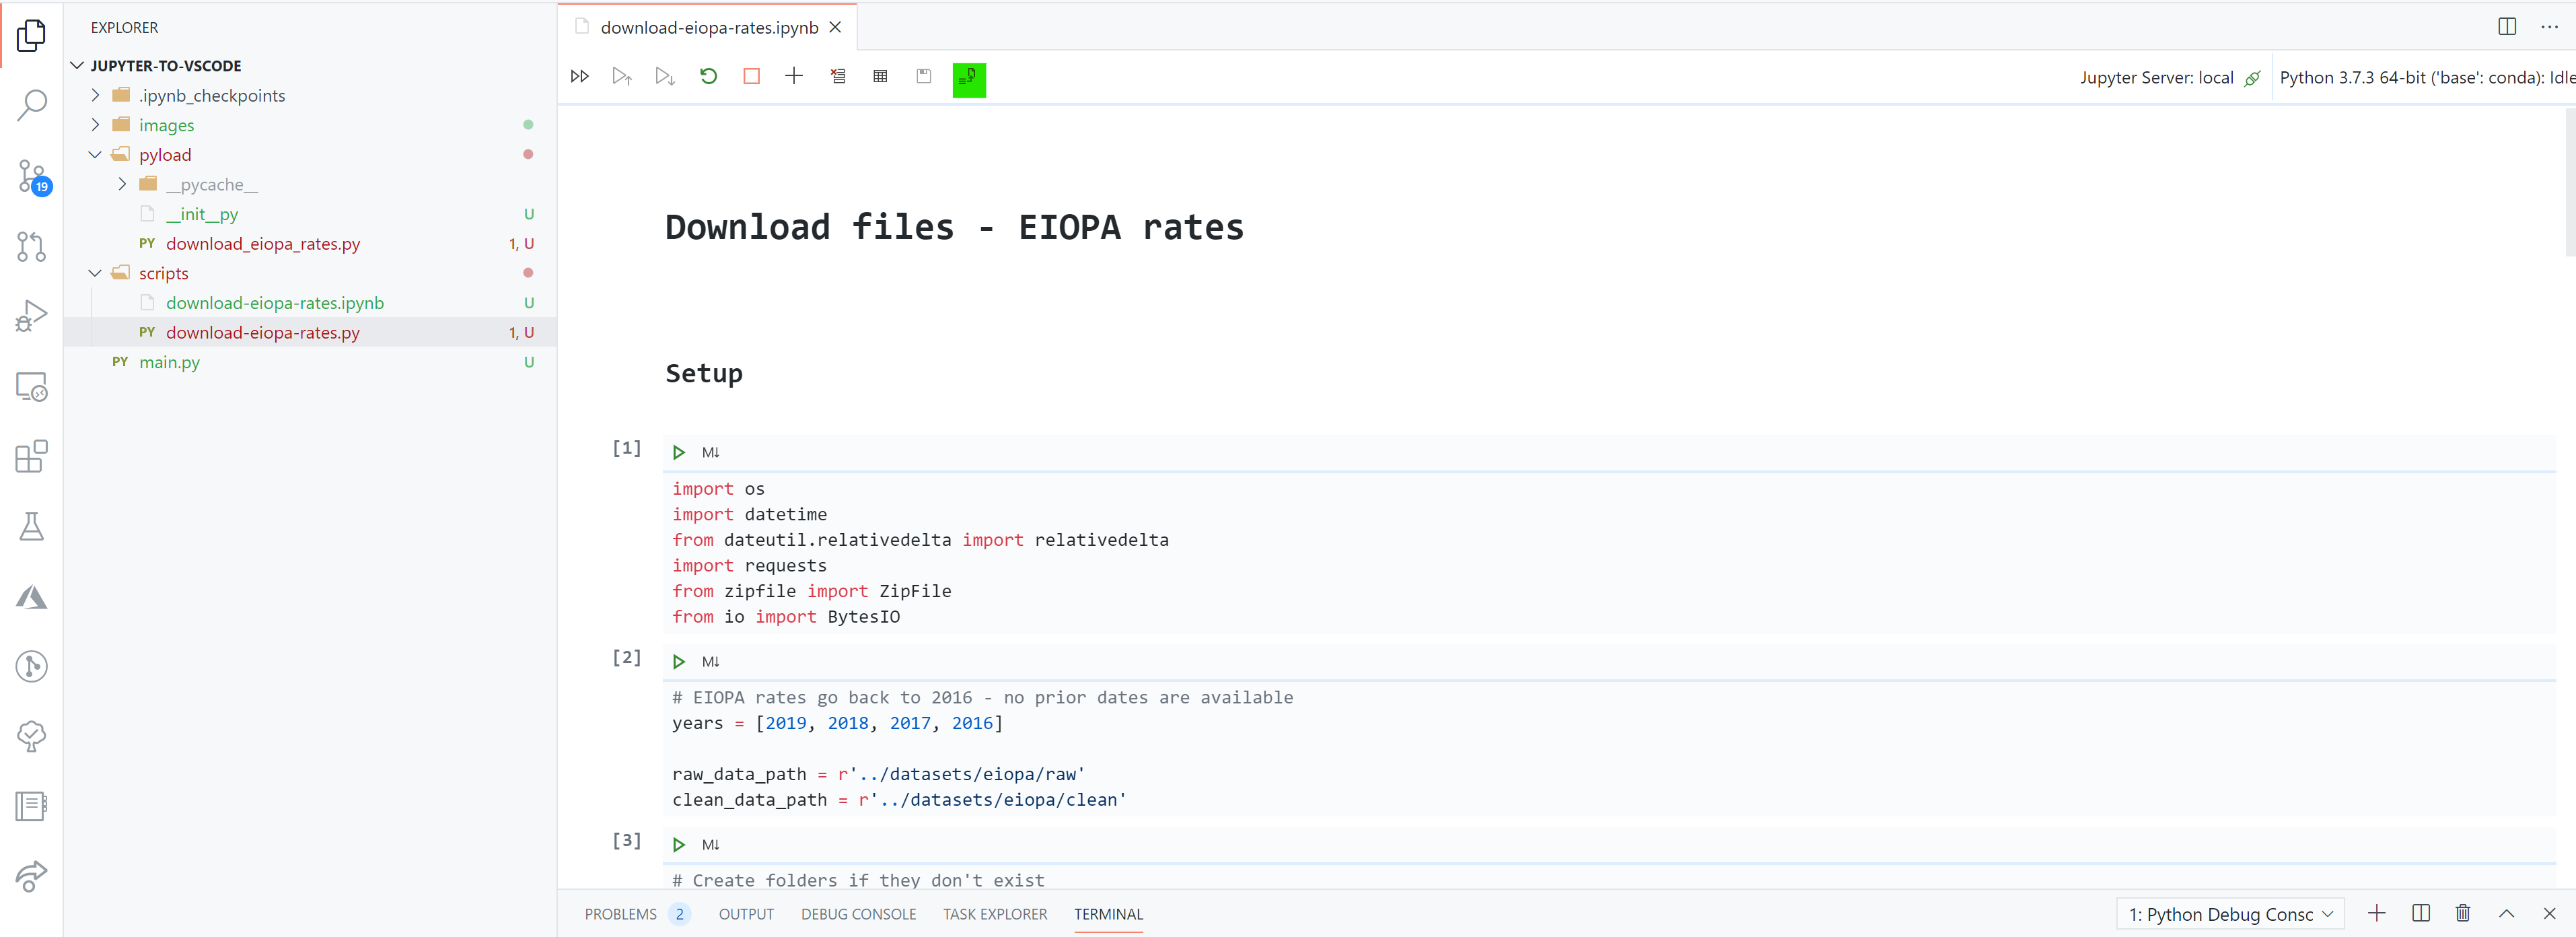 EXPLORER
JUPYTER-TO-VSCODE
.ipynb_checkpoints
images
pyload
__pycache__
__init__py U
PY download_eiopa_rates.py 1, U
scripts
download-eiopa-rates.ipynb U
PY download-eiopa-rates.py 1, U
PY main.py U
19
download-eiopa-rates.ipynb
Jupyter Server: local Python 3.7.3 64-bit ('base': conda): Idle
Download files - EIOPA rates
Setup
[1] M↓
import os
import datetime
from dateutil.relativedelta import relativedelta
import requests
from zipfile import ZipFile
from io import BytesIO
[2] M↓
# EIOPA rates go back to 2016 - no prior dates are available
years = [2019, 2018, 2017, 2016]
raw_data_path = r'../datasets/eiopa/raw'
clean_data_path = r'../datasets/eiopa/clean'
[3] M↓
# Create folders if they don't exist
PROBLEMS 2 OUTPUT DEBUG CONSOLE TASK EXPLORER TERMINAL
1: Python Debug Consc